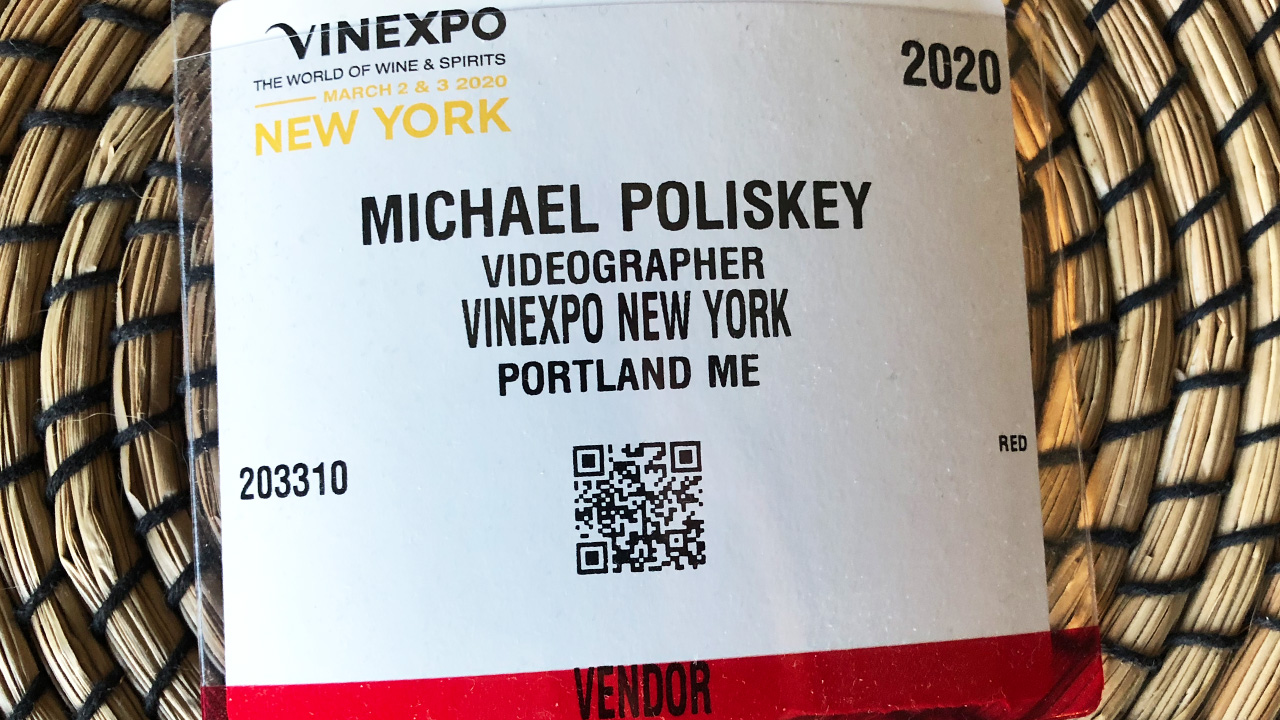 VINEXPO
THE WORLD OF WINE & SPIRITS
MARCH 2 & 3 2020
NEW YORK
2020
MICHAEL POLISKEY
VIDEOGRAPHER
VINEXPO NEW YORK
PORTLAND ME
RED
203310
VENDOR